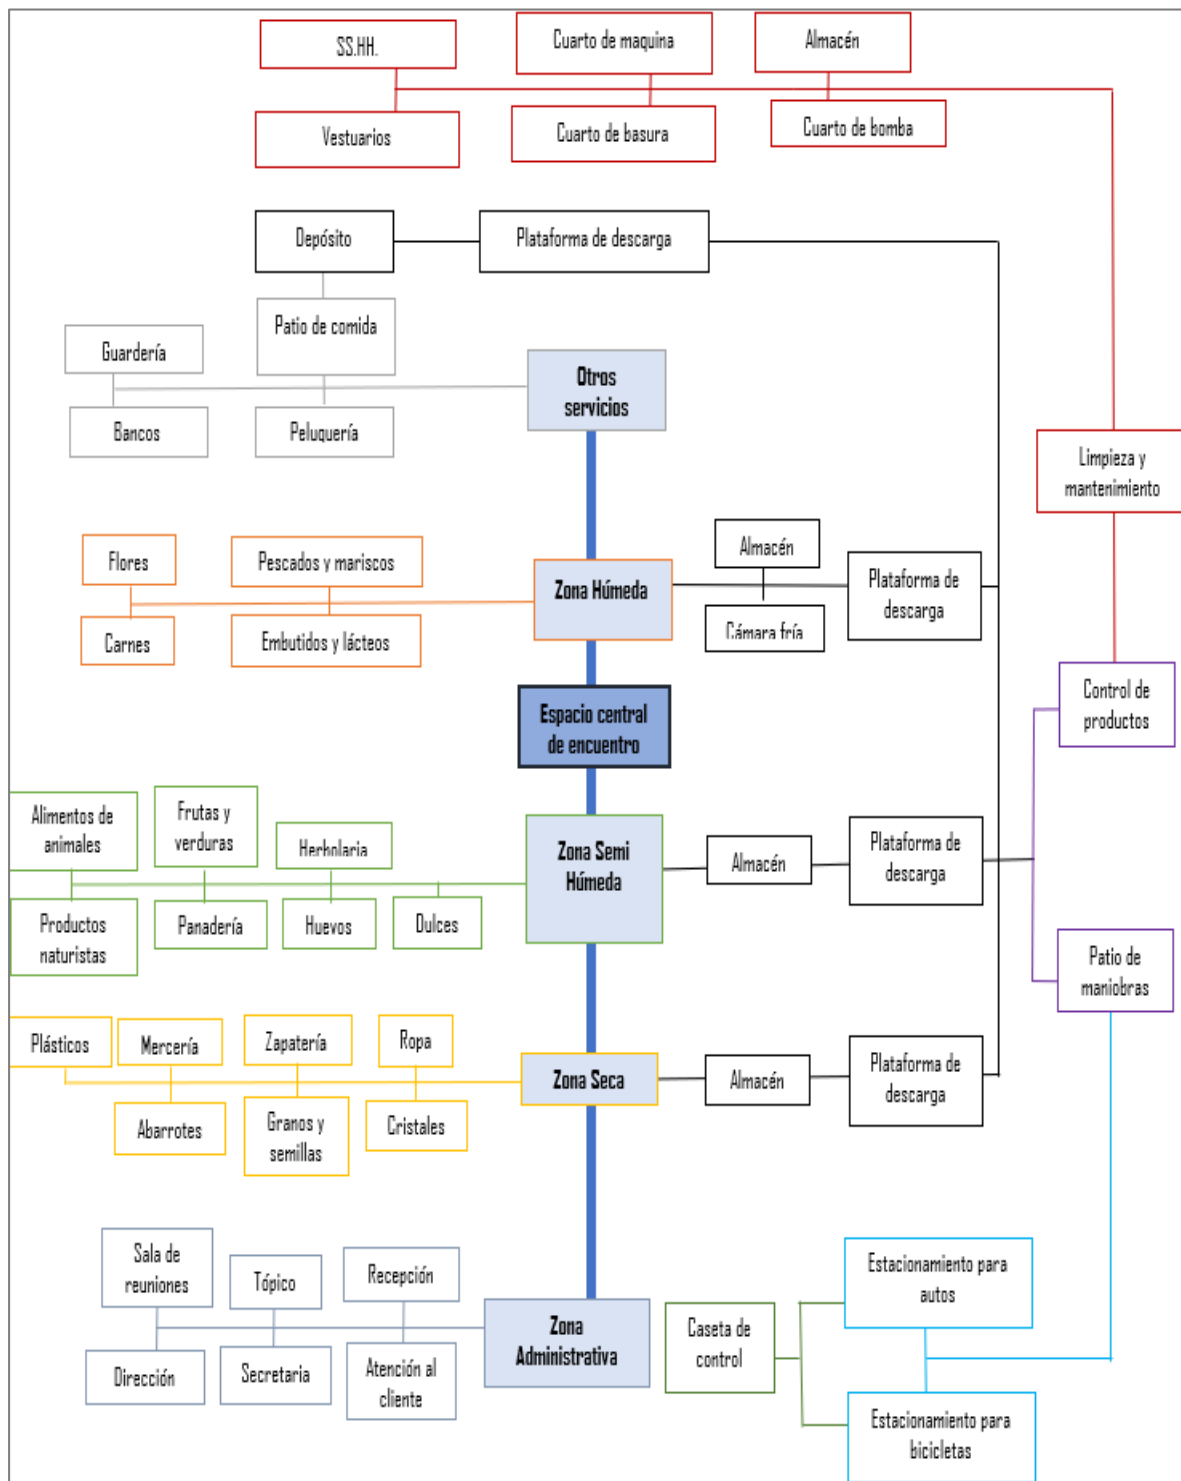 SS.HH.
Cuarto de maquina
Almacén
Vestuarios
Cuarto de basura
Cuarto de bomba
Depósito
Plataforma de descarga
Patio de comida
Guardería
Otros
servicios
Bancos
Peluquería
Limpieza y
mantenimiento
Flores
Pescados y mariscos
Zona Húmeda
Almacén
Plataforma de
descarga
Carnes
Embutidos y lácteos
Cámara fría
Espacio central
de encuentro
Control de
productos
Alimentos de
animales
Frutas y
verduras
Herbolaria
Zona Semi
Húmeda
Almacén
Plataforma de
descarga
Productos
naturistas
Panadería
Huevos
Dulces
Patio de
maniobras
Plásticos
Mercería
Zapatería
Ropa
Zona Seca
Almacén
Plataforma de
descarga
Abarrotes
Granos y
semillas
Cristales
Sala de
reuniones
Tópico
Recepción
Zona
Administrativa
Dirección
Secretaria
Atención al
cliente
Estacionamiento para
autos
Caseta de
control
Estacionamiento para
bicicletas